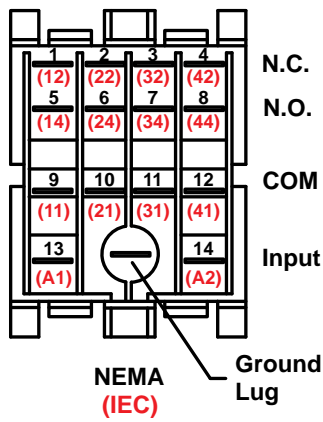 1 2 3 4 N.C.
(12) (22) (32) (42)
5 6 7 8 N.O.
(14) (24) (34) (44)
9 10 11 12 COM
(11) (21) (31) (41)
13 14 Input
(A1) (A2)
NEMA
(IEC)
Ground
Lug